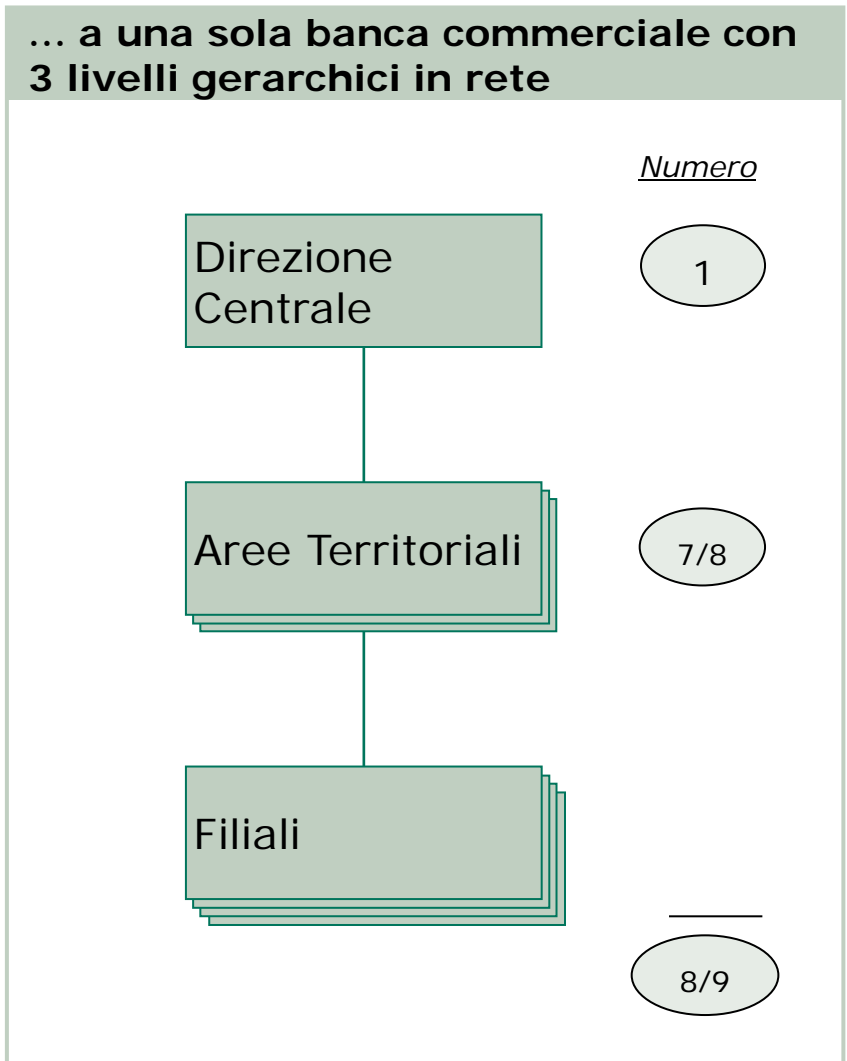 ... a una sola banca commerciale con
3 livelli gerarchici in rete
Numero
Direzione
Centrale
1
Aree Territoriali
7/8
Filiali
8/9